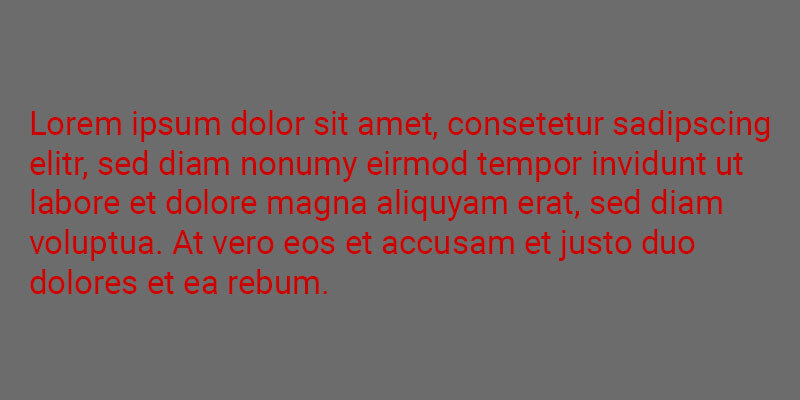 Lorem ipsum dolor sit amet, consetetur sadipscing
elitr, sed diam nonumy eirmod tempor invidunt ut
labore et dolore magna aliquyam erat, sed diam
voluptua. At vero eos et accusam et justo duo
dolores et ea rebum.